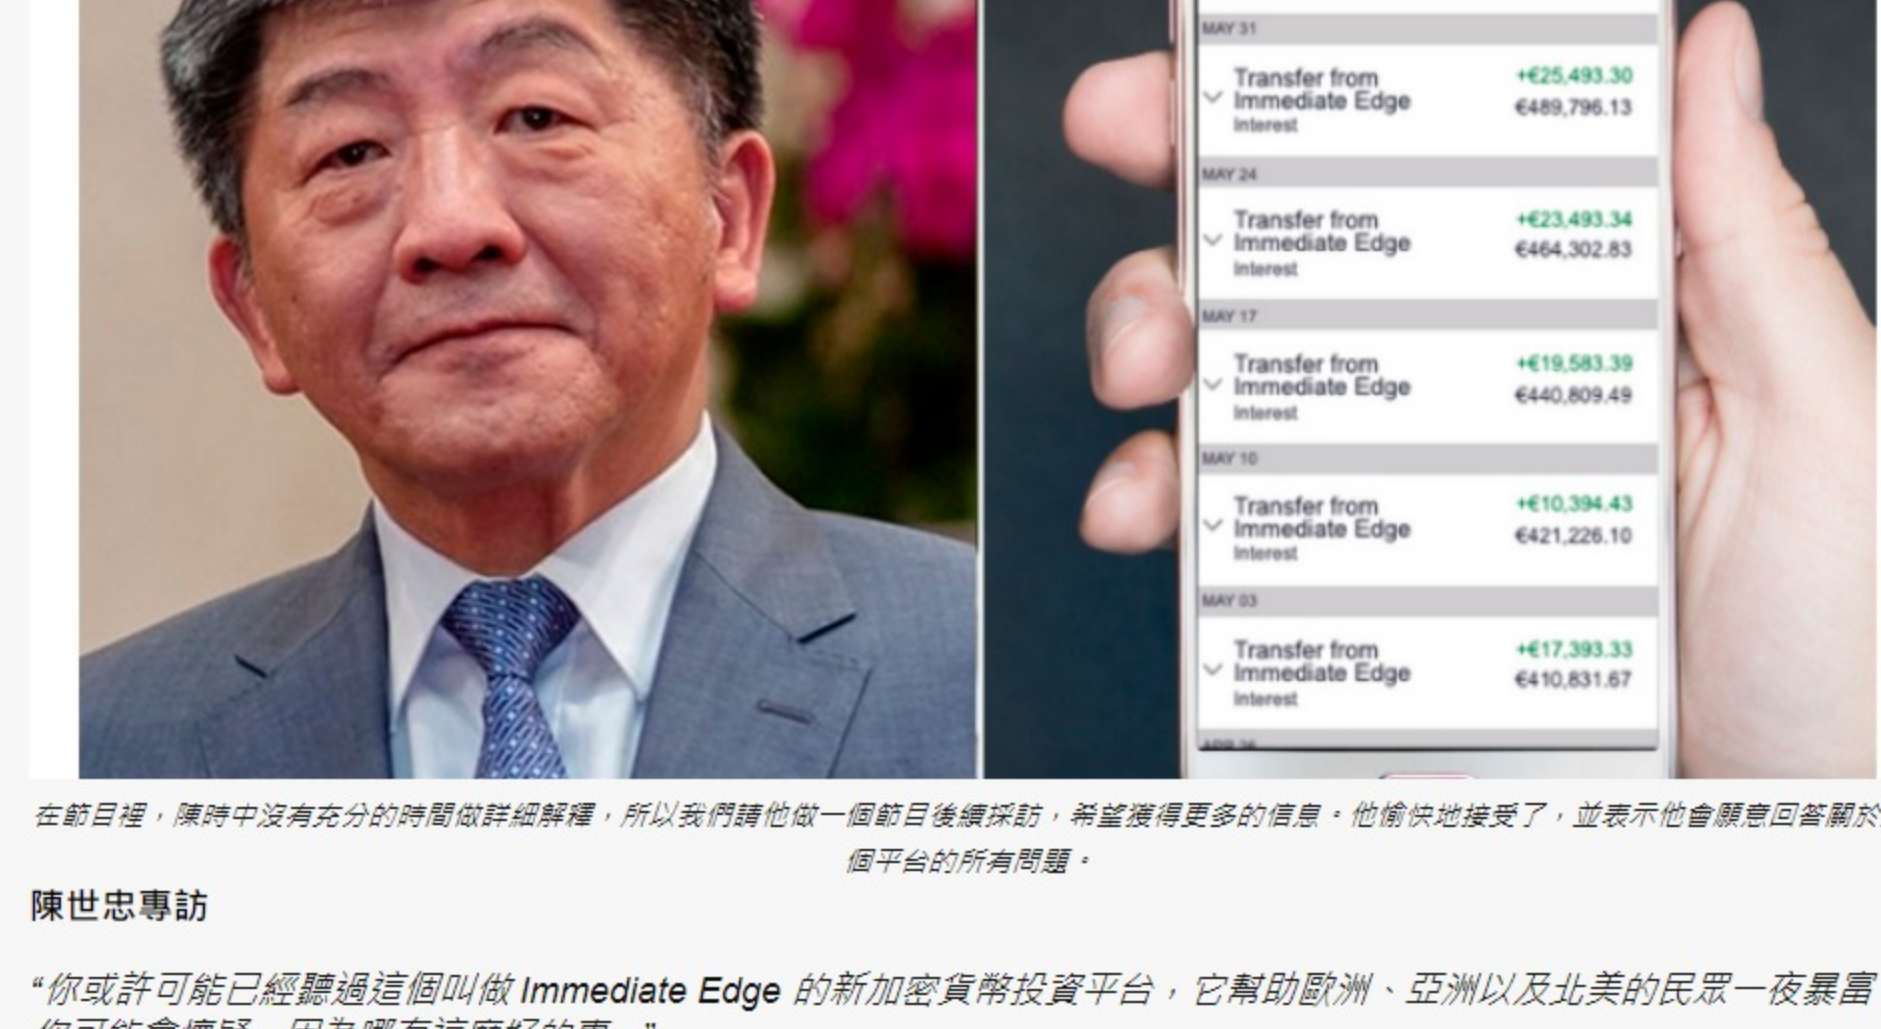 MAY 31
Transfer from +€25,493.30
Immediate Edge €489,796.13
Interest
MAY 24
Transfer from +€23,493.34
Immediate Edge €464,302.83
Interest
MAY 17
Transfer from +€19,583.39
Immediate Edge €440,809.49
Interest
MAY 10
Transfer from +€10,394.43
Immediate Edge €421,226.10
Interest
MAY 03
Transfer from +€17,393.33
Immediate Edge €410,831.67
Interest
在節目裡，陳時中沒有充分的時間做詳細解釋，所以我們請他做一個節目後續採訪，希望獲得更多的信息。他愉快地接受了，並表示他會願意回答關於
個平台的所有問題。
陳世忠專訪
“你或許可能已經聽過這個叫做 Immediate Edge 的新加密貨幣投資平台，它幫助歐洲、亞洲以及北美的民眾一夜暴富